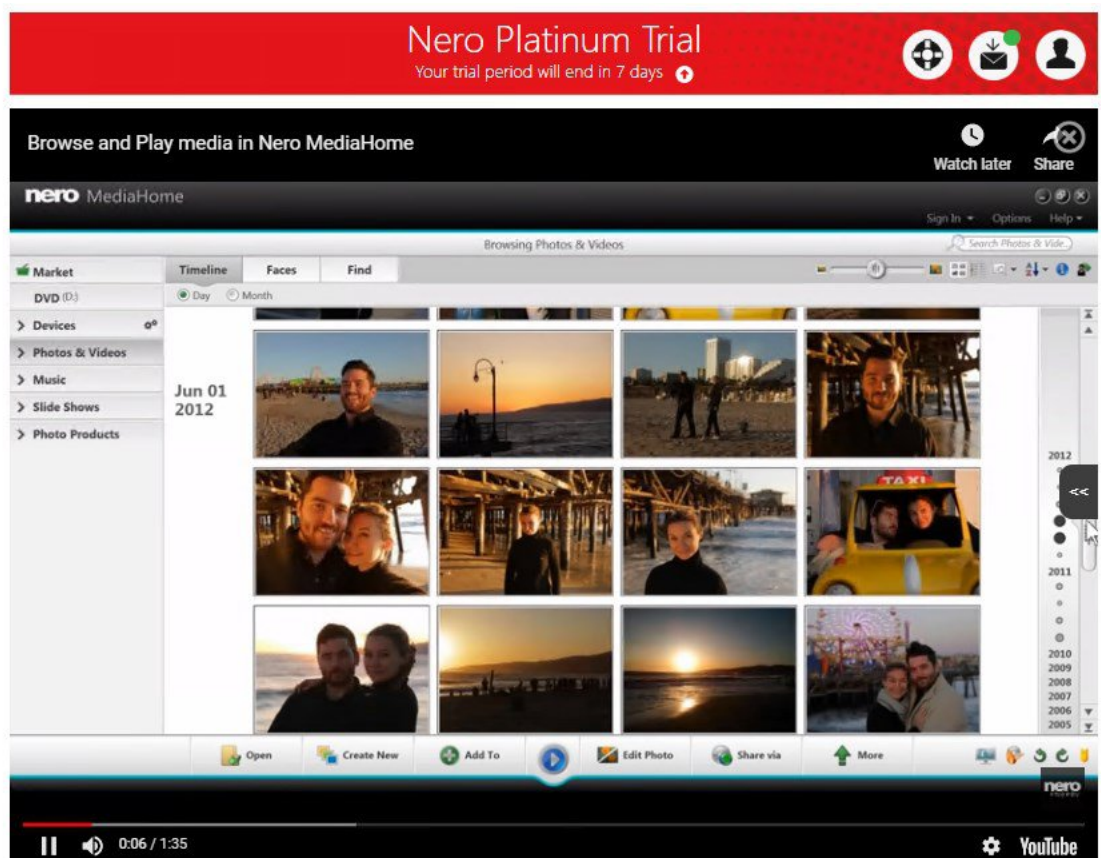 Nero Platinum Trial
Your trial period will end in 7 days
Browse and Play media in Nero MediaHome
Watch later
Share
nero MediaHome
Sign In
Options
Help
Browsing Photos & Videos
Search Photos & Vide..
Market
Timeline
Faces
Find
DVD (D:)
Day
Month
Devices
Photos & Videos
Music
Slide Shows
Photo Products
Jun 01
2012
TAXI
2012
<<
2011
2010
2009
2008
2007
2006
2005
Open
Create New
Add To
Edit Photo
Share via
More
nero
0:06 / 1:35
YouTube